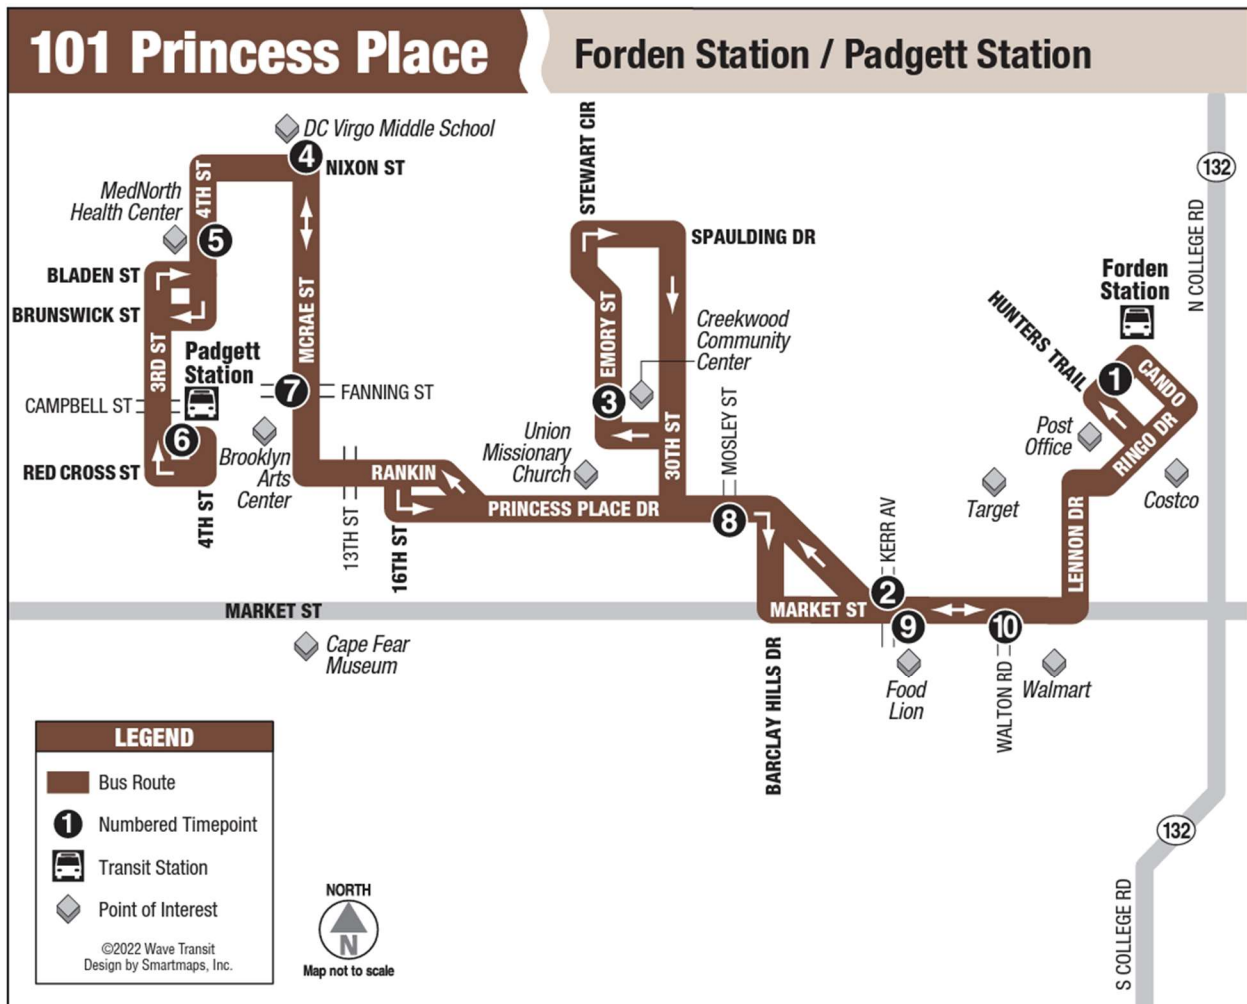 101 Princess Place
Forden Station / Padgett Station
DC Virgo Middle School
4
NIXON ST
4TH ST
MedNorth
Health Center
5
BLADEN ST
BRUNSWICK ST
3RD ST
Padgett
Station
CAMPBELL ST
6
RED CROSS ST
4TH ST
MCRAE ST
7
FANNING ST
Brooklyn
Arts
Center
RANKIN
13TH ST
16TH ST
STEWART CIR
SPAULDING DR
EMORY ST
3
Creekwood
Community
Center
Union
Missionary
Church
30TH ST
MOSLEY ST
PRINCESS PLACE DR
8
132
N COLLEGE RD
Forden
Station
HUNTERS TRAIL
1
CANDO
RINGO DR
Post
Office
Costco
Target
LENNON DR
KERR AV
2
MARKET ST
MARKET ST
9
10
BARCLAY HILLS DR
Food
Lion
WALTON RD
Walmart
Cape Fear
Museum
132
S COLLEGE RD
LEGEND
Bus Route
1 Numbered Timepoint
Transit Station
Point of Interest
©2022 Wave Transit
Design by Smartmaps, Inc.
NORTH
N
Map not to scale